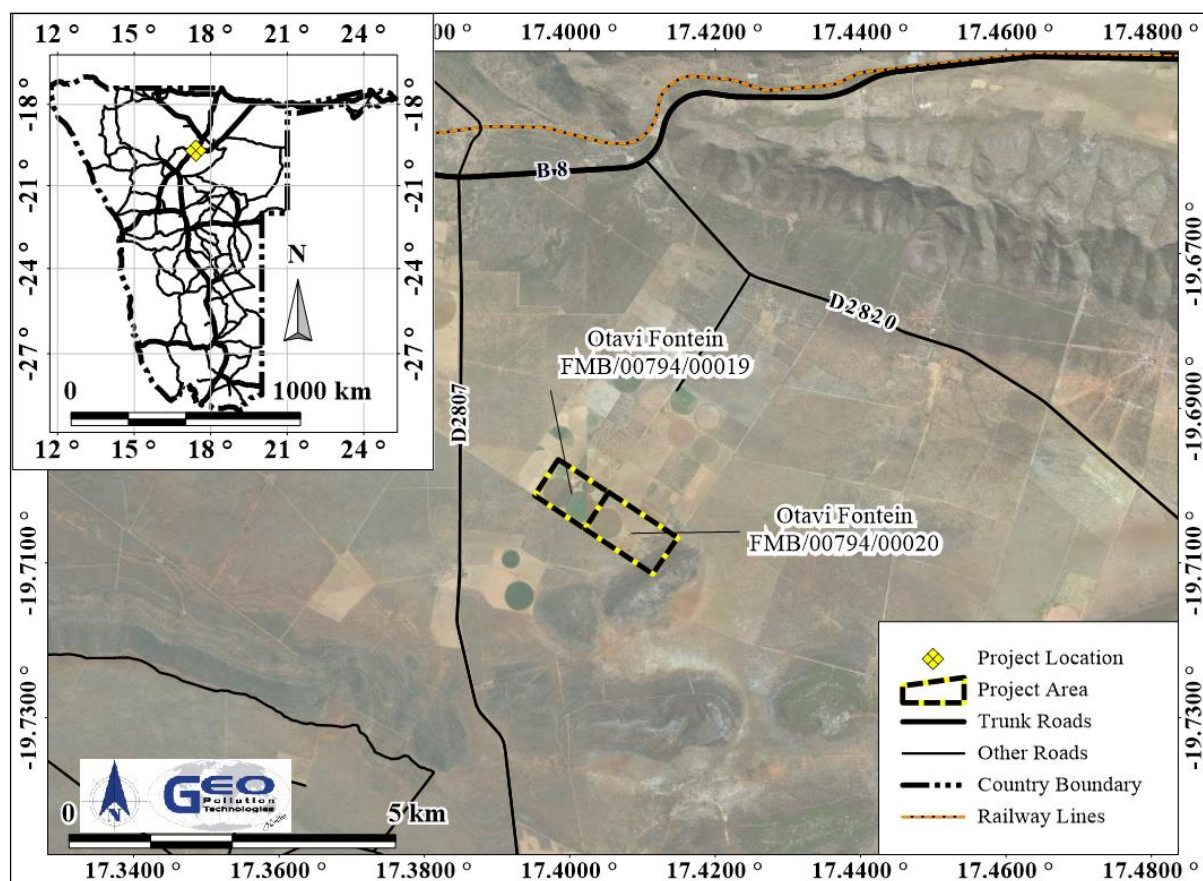 12 ° 15 ° 18 ° 21 ° 24 °
17.4000 ° 17.4200 ° 17.4400 ° 17.4600 ° 17.4800 °
-18 °
-21 °
-24 °
-27 °
N
0 1000 km
12 ° 15 ° 18 ° 21 ° 24 °
B 8
D2807
D2820
Otavi Fontein
FMB/00794/00019
Otavi Fontein
FMB/00794/00020
-19.6700 °
-19.6900 °
-19.7100 °
-19.7300 °
-19.7100 °
-19.7300 °
Project Location
Project Area
Trunk Roads
Other Roads
Country Boundary
Railway Lines
N
GEO
Pollution
Technologies
0 5 km
17.3400 ° 17.3600 ° 17.3800 ° 17.4000 ° 17.4200 ° 17.4400 ° 17.4600 ° 17.4800 °